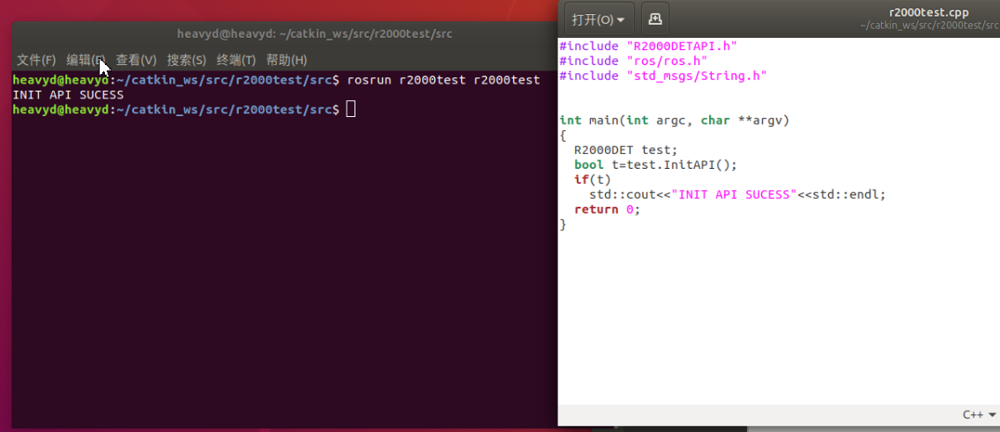 heavyd@heavyd: ~/catkin_ws/src/r2000test/src
文件(F) 编辑(E) 查看(V) 搜索(S) 终端(T) 帮助(H)
heavyd@heavyd:~/catkin_ws/src/r2000test/src$ rosrun r2000test r2000test
INIT API SUCESS
heavyd@heavyd:~/catkin_ws/src/r2000test/src$
打开(O)
r2000test.cpp
~/catkin_ws/src/r2000test/src
#include "R2000DETAPI.h"
#include "ros/ros.h"
#include "std_msgs/String.h"
int main(int argc, char **argv)
{
  R2000DET test;
  bool t=test.InitAPI();
  if(t)
    std::cout<<"INIT API SUCESS"<<std::endl;
  return 0;
}
C++